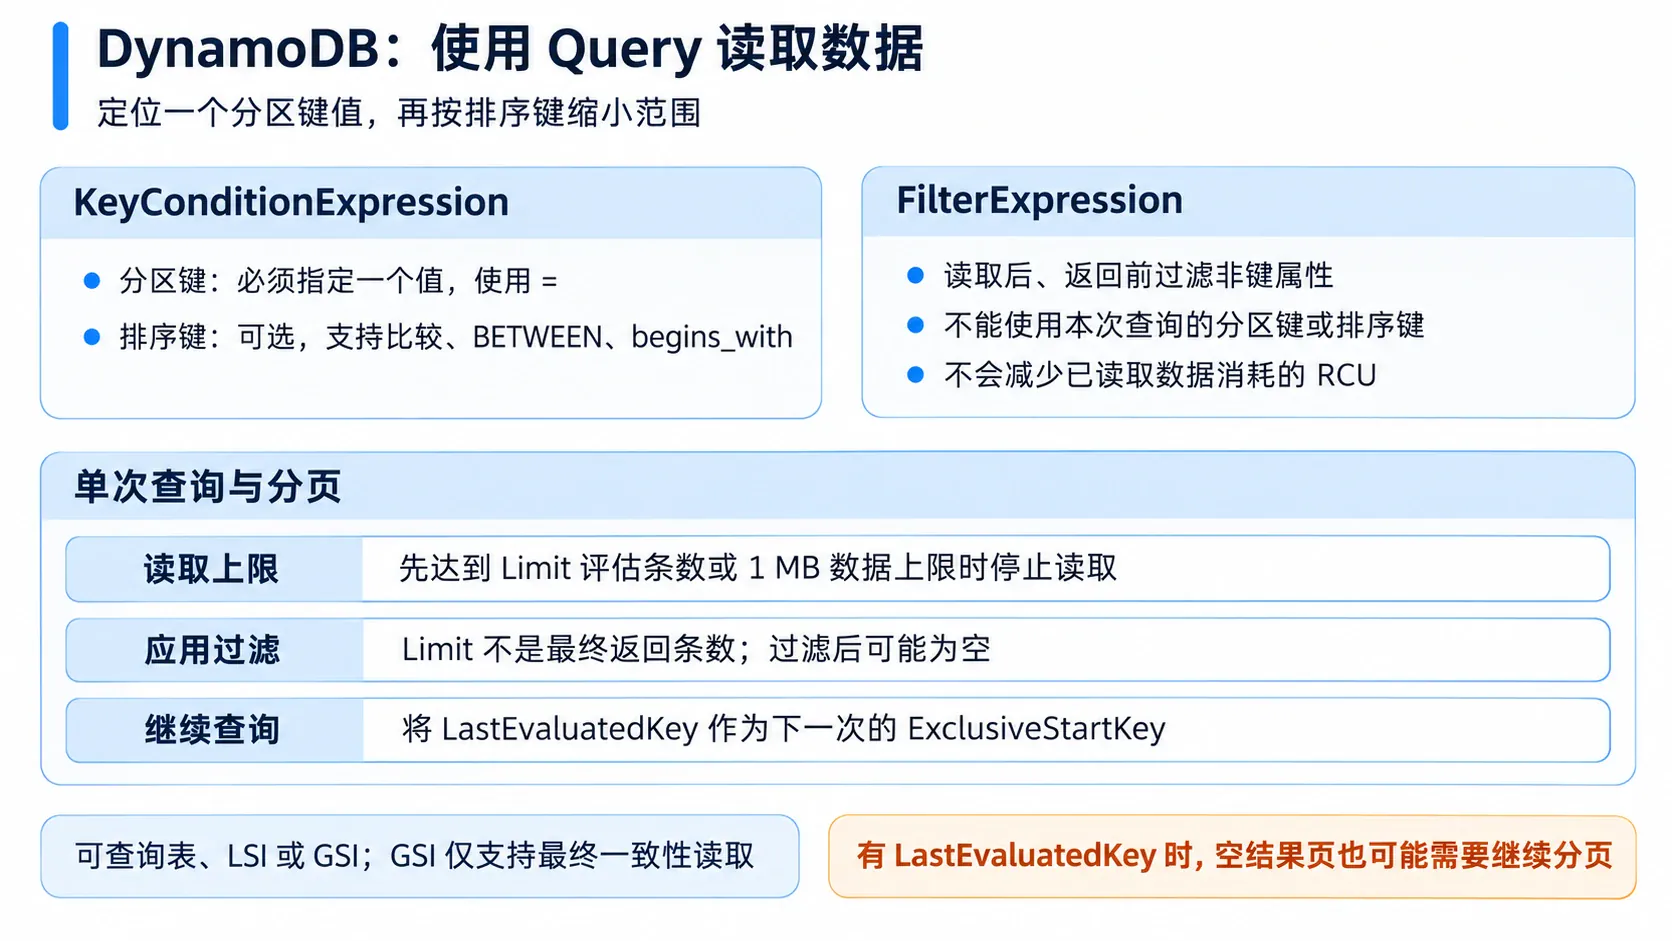 DynamoDB：使用 Query 读取数据
定位一个分区键值，再按排序键缩小范围
KeyConditionExpression
分区键：必须指定一个值，使用 =
排序键：可选，支持比较、BETWEEN、begins_with
FilterExpression
读取后、返回前过滤非键属性
不能使用本次查询的分区键或排序键
不会减少已读取数据消耗的 RCU
单次查询与分页
读取上限
先达到 Limit 评估条数或 1 MB 数据上限时停止读取
应用过滤
Limit 不是最终返回条数；过滤后可能为空
继续查询
将 LastEvaluatedKey 作为下一次的 ExclusiveStartKey
可查询表、LSI 或 GSI；GSI 仅支持最终一致性读取
有 LastEvaluatedKey 时, 空结果页也可能需要继续分页